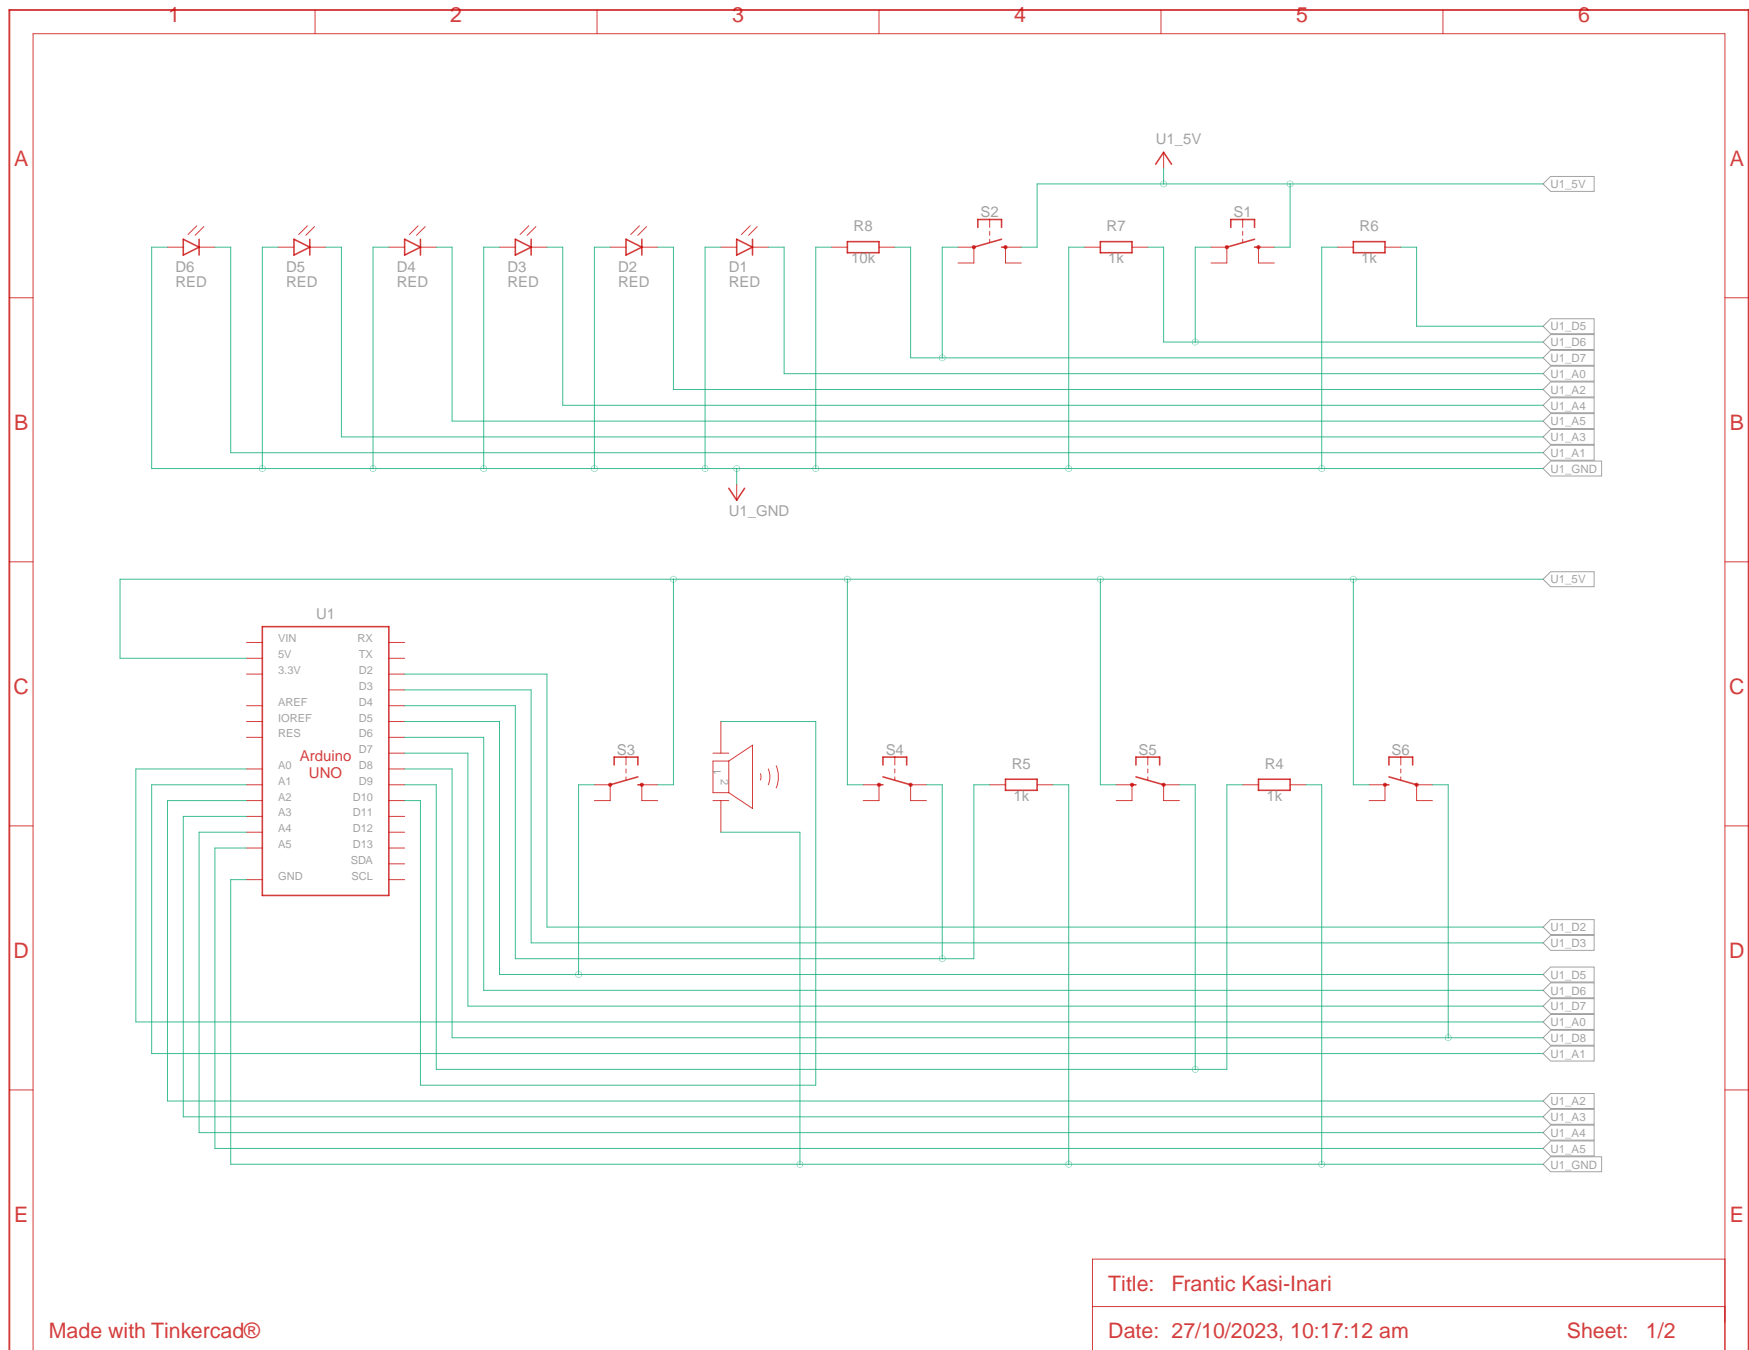 1 2 3 4 5 6
U1_5V
A A
U1_5V
S2 S1
R8 R7 R6
10k 1k 1k
D6 D5 D4 D3 D2 D1
RED RED RED RED RED RED
U1_D5
U1_D6
U1_D7
U1_A0
U1_A2
U1_A4
B B
U1_A5
U1_A3
U1_A1
U1_GND
U1_GND
U1_5V
U1
VIN RX
5V TX
3.3V D2
C C
D3
AREF D4
IOREF D5
RES D6
D7
Arduino
UNO
A0 D8
A1 D9
A2 D10
A3 D11
A4 D12
A5 D13
SDA
GND SCL
S3 S4 S5 S6
R5 R4
1k 1k
1 2
U1_D2
U1_D3
D D
U1_D5
U1_D6
U1_D7
U1_A0
U1_D8
U1_A1
U1_A2
U1_A3
U1_A4
U1_A5
U1_GND
E E
Title: Frantic Kasi-Inari
Made with Tinkercad®
Date: 27/10/2023, 10:17:12 am Sheet: 1/2